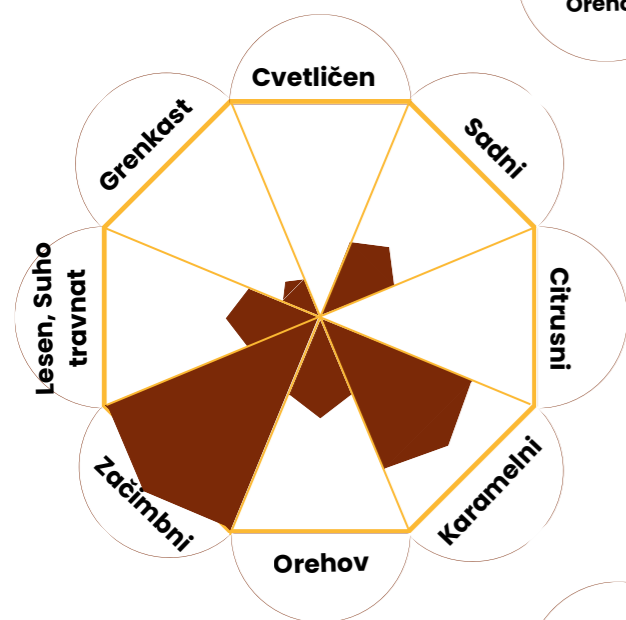 Cvetličen
Sadni
Citrusni
Karamelni
Orehov
Začimbni
Lesen, Suho
travnat
Grenkast